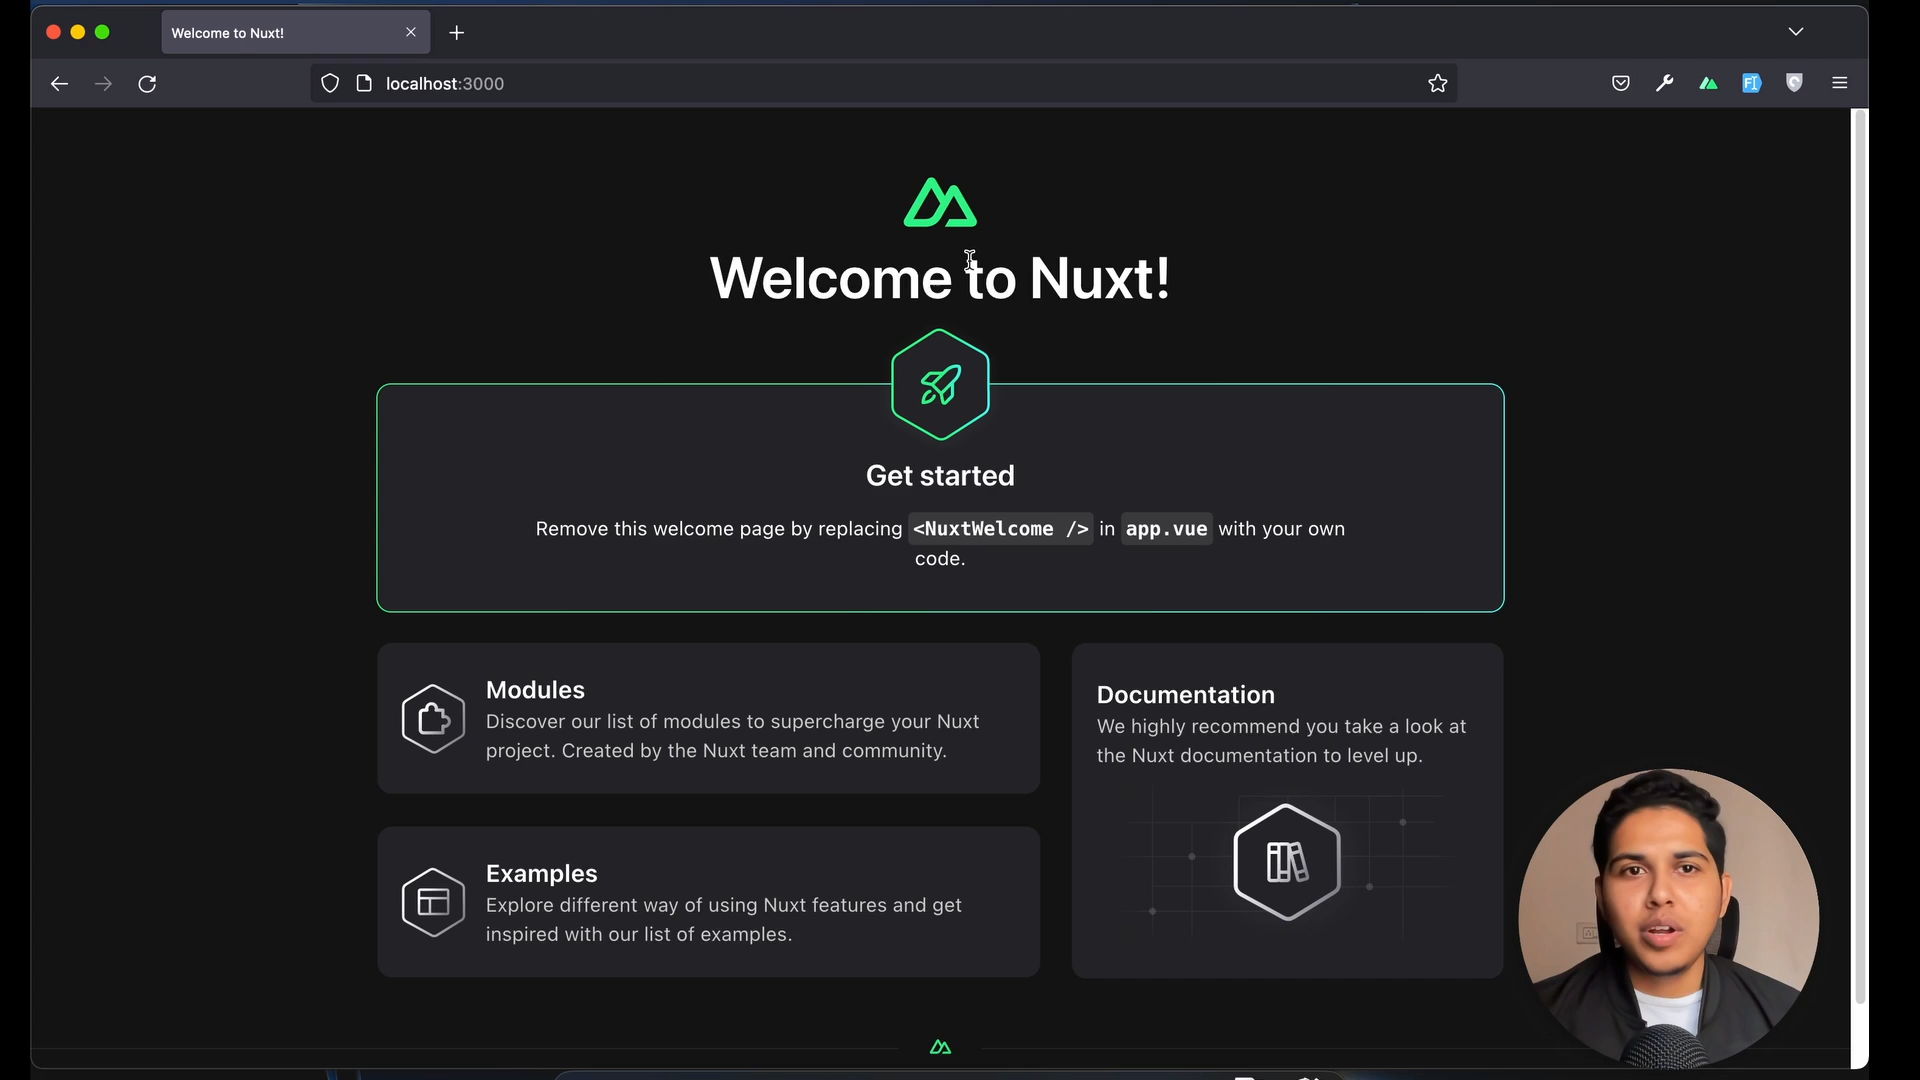 Welcome to Nuxt!
localhost:3000
Welcome to Nuxt!
Get started
Remove this welcome page by replacing <NuxtWelcome /> in app.vue with your own
code.
Modules
Discover our list of modules to supercharge your Nuxt
project. Created by the Nuxt team and community.
Examples
Explore different way of using Nuxt features and get
inspired with our list of examples.
Documentation
We highly recommend you take a look at
the Nuxt documentation to level up.